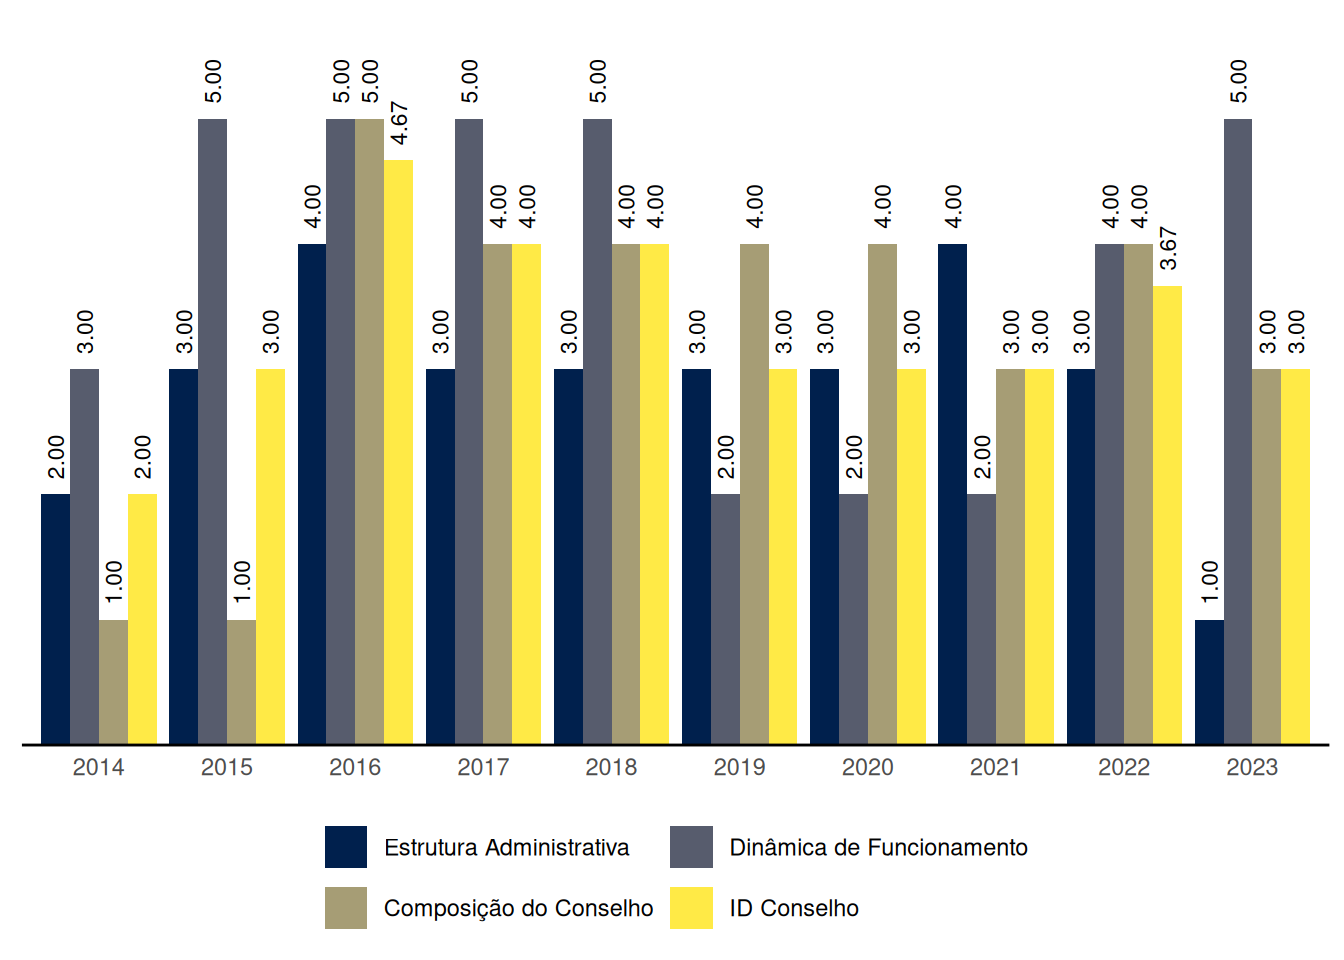 2.00 3.00 1.00 2.00
3.00 5.00 1.00 3.00
4.00 5.00 5.00 4.67
3.00 5.00 4.00 4.00
3.00 5.00 4.00 4.00
3.00 2.00 4.00 3.00
3.00 2.00 4.00 3.00
4.00 2.00 3.00 3.00
3.00 4.00 4.00 3.67
1.00 5.00 3.00 3.00
2014 2015 2016 2017 2018 2019 2020 2021 2022 2023
Estrutura Administrativa Dinâmica de Funcionamento
Composição do Conselho ID Conselho